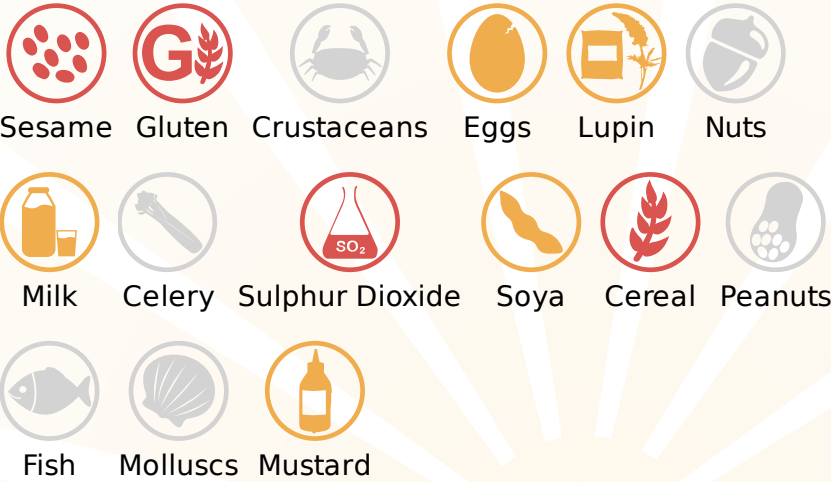 G
Sesame Gluten Crustaceans Eggs Lupin Nuts
SO₂
Milk Celery Sulphur Dioxide Soya Cereal Peanuts
Fish Molluscs Mustard